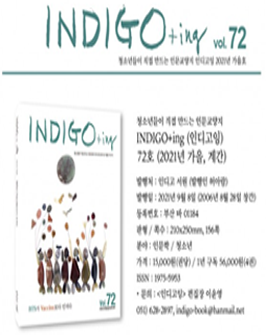 INDIGO+ing vol. 72
청소년들이 직접 만드는 인문교양지 인디고잉 2021년 가을호
청소년들이 직접 만드는 인문교양지
INDIGO+ing (인디고잉)
72호 (2021년 가을, 계간)
발행처 : 인디고 서원 (발행인 허아람)
발행일 : 2021년 9월 6일 (2006년 8월 28일 창간)
등록번호 : 부산 바 01184
판형 / 쪽수 : 210x250mm, 156쪽
분야 : 인문학 / 청소년
가격 : 15,000원(권당) / 1년 구독 56,000원(4권)
ISSN : 1975-5953
• 문의 : <인디고잉> 편집장 이윤영
051) 628-2897, indigo-book@hanmail.net
INDIGO+ing
Vol. 72